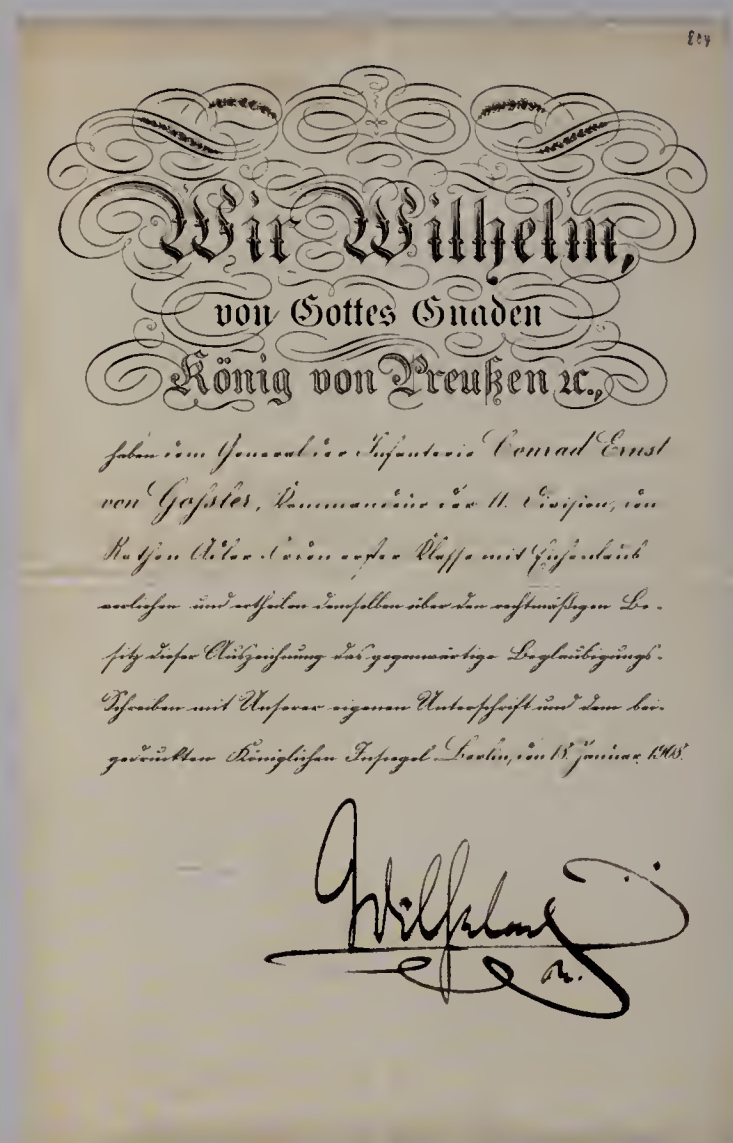 Wir Wilhelm,
von Gottes Gnaden
König von Preußen ꝛc.,
haben dem General der Infanterie Conrad Ernst
von Goßler, Kommandeur der 11. Division, den
Rothen Adler-Orden erster Klasse mit Eichenlaub
verliehen und ertheilen demselben über den rechtmäßigen Be-
sitz dieser Auszeichnung das gegenwärtige Beglaubigungs-
Schreiben mit Unserer eigenen Unterschrift und dem bei-
gedruckten Königlichen Insiegel Berlin, den 18. Januar 1908.
Wilhelm
R.